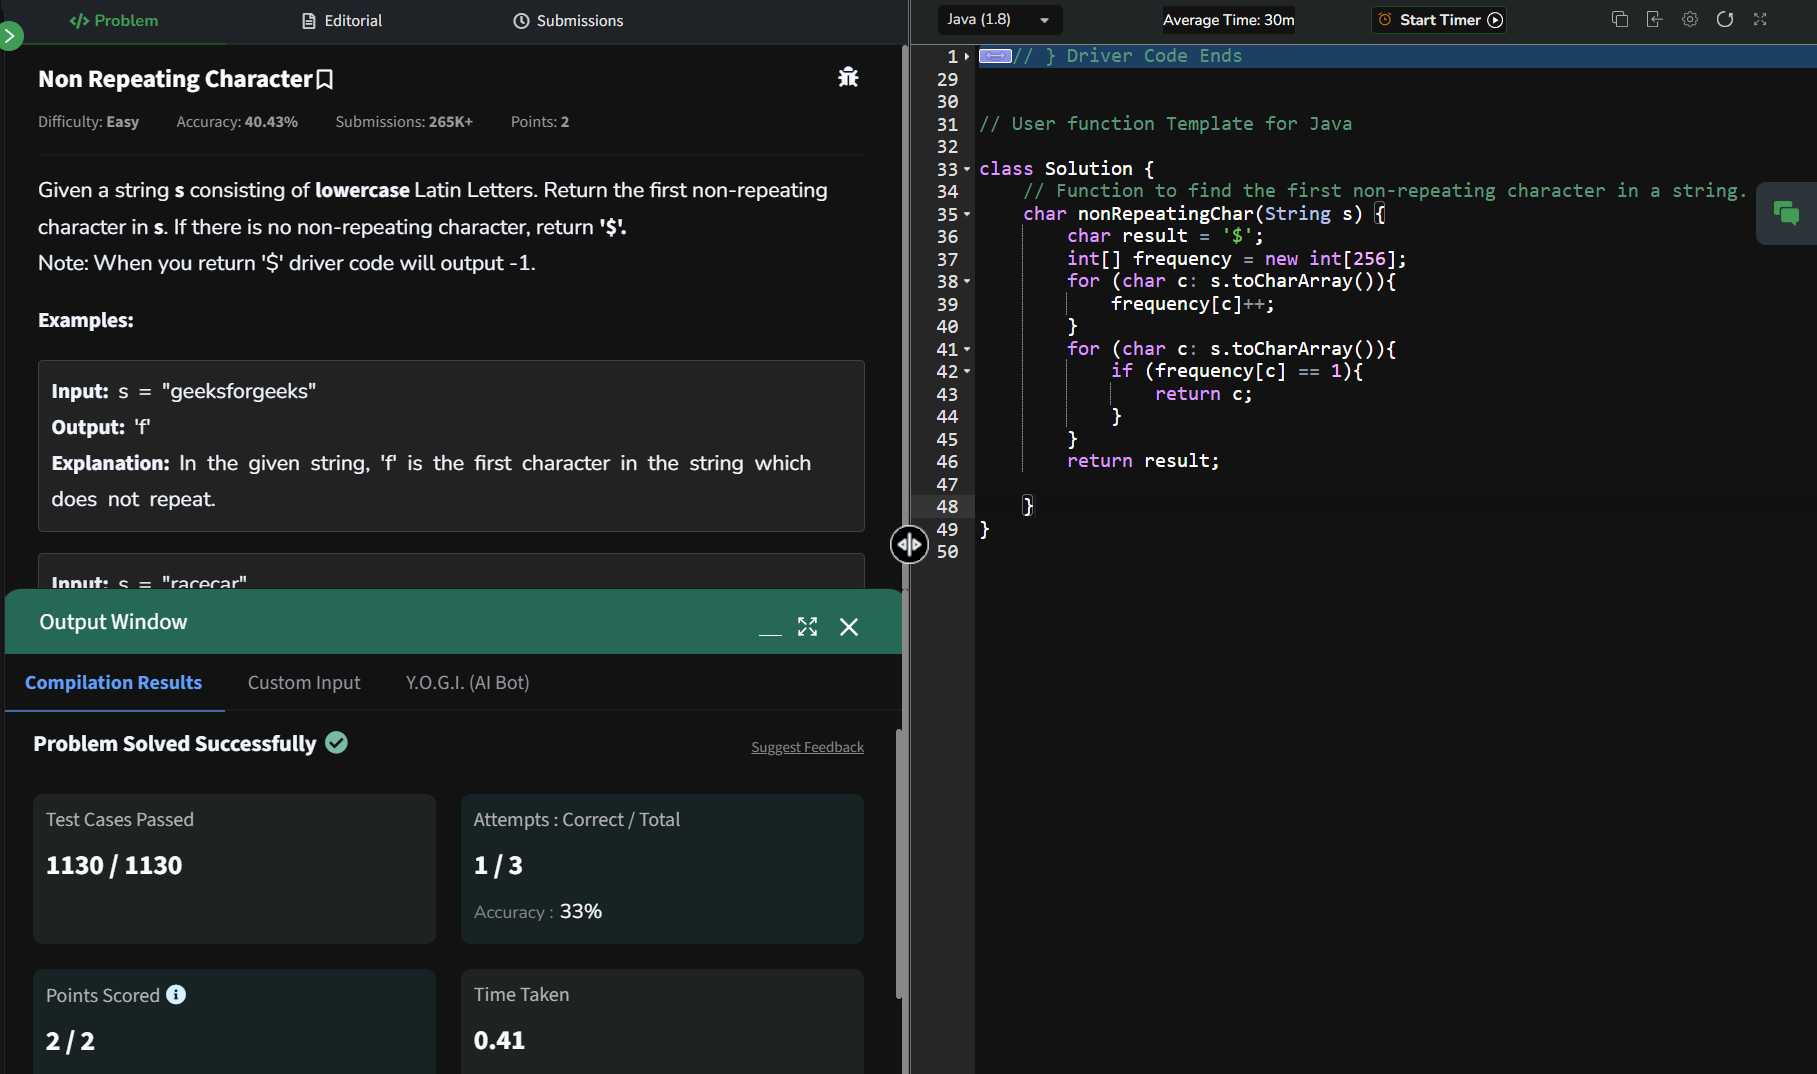 </> Problem
Editorial
Submissions
Non Repeating Character
Difficulty: Easy Accuracy: 40.43% Submissions: 265K+ Points: 2
Given a string s consisting of lowercase Latin Letters. Return the first non-repeating
character in s. If there is no non-repeating character, return '$'.
Note: When you return '$' driver code will output -1.
Examples:
Input: s = "geeksforgeeks"
Output: 'f'
Explanation: In the given string, 'f' is the first character in the string which
does not repeat.
Input: s = "racecar"
Output Window
Compilation Results Custom Input Y.O.G.I. (AI Bot)
Problem Solved Successfully
Suggest Feedback
Test Cases Passed
1130 / 1130
Attempts : Correct / Total
1 / 3
Accuracy : 33%
Points Scored
2 / 2
Time Taken
0.41
Java (1.8)
Average Time: 30m
Start Timer
1 // } Driver Code Ends
29
30
31 // User function Template for Java
32
33 class Solution {
34     // Function to find the first non-repeating character in a string.
35     char nonRepeatingChar(String s) {
36         char result = '$';
37         int[] frequency = new int[256];
38         for (char c: s.toCharArray()){
39             frequency[c]++;
40         }
41         for (char c: s.toCharArray()){
42             if (frequency[c] == 1){
43                 return c;
44             }
45         }
46         return result;
47
48     }
49 }
50